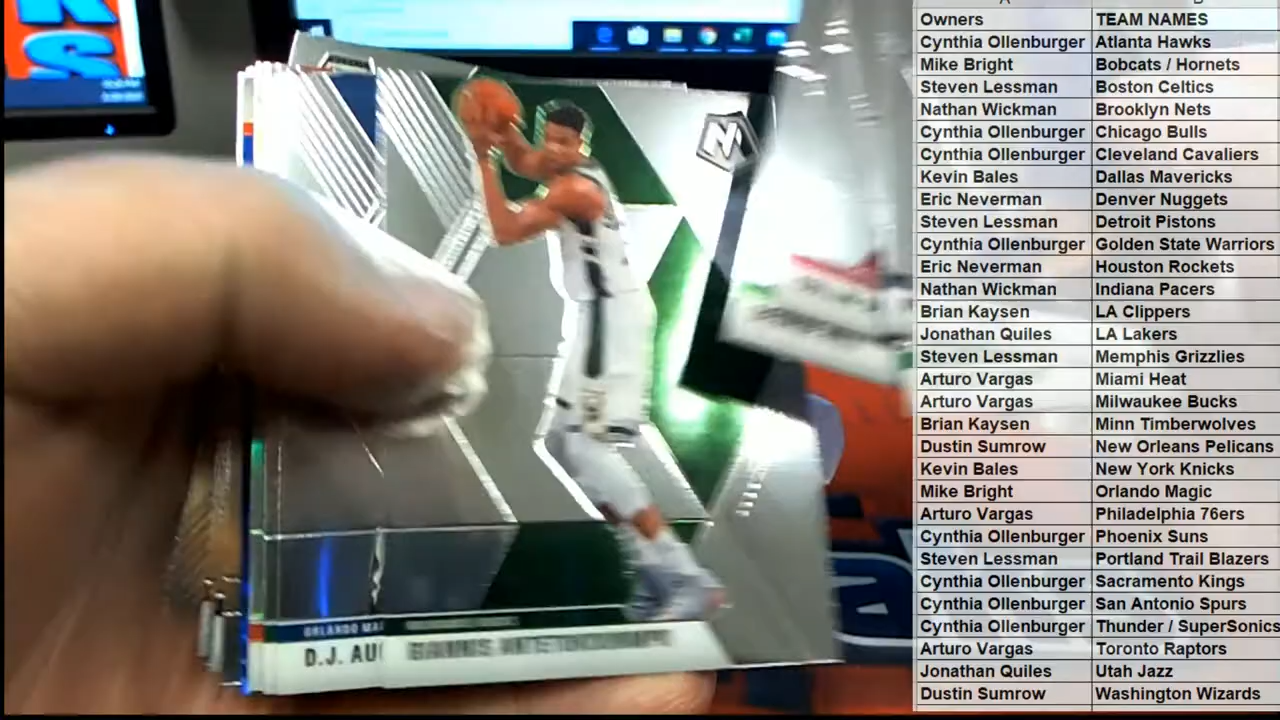 KS
Owners TEAM NAMES
Cynthia Ollenburger Atlanta Hawks
Mike Bright Bobcats / Hornets
Steven Lessman Boston Celtics
Nathan Wickman Brooklyn Nets
Cynthia Ollenburger Chicago Bulls
Cynthia Ollenburger Cleveland Cavaliers
Kevin Bales Dallas Mavericks
Eric Neverman Denver Nuggets
Steven Lessman Detroit Pistons
Cynthia Ollenburger Golden State Warriors
Eric Neverman Houston Rockets
Nathan Wickman Indiana Pacers
Brian Kaysen LA Clippers
Jonathan Quiles LA Lakers
Steven Lessman Memphis Grizzlies
Arturo Vargas Miami Heat
Arturo Vargas Milwaukee Bucks
Brian Kaysen Minn Timberwolves
Dustin Sumrow New Orleans Pelicans
Kevin Bales New York Knicks
Mike Bright Orlando Magic
Arturo Vargas Philadelphia 76ers
Cynthia Ollenburger Phoenix Suns
Steven Lessman Portland Trail Blazers
Cynthia Ollenburger Sacramento Kings
Cynthia Ollenburger San Antonio Spurs
Cynthia Ollenburger Thunder / SuperSonics
Arturo Vargas Toronto Raptors
Jonathan Quiles Utah Jazz
Dustin Sumrow Washington Wizards
ORLANDO MA
D.J. AU
GIANNIS ANTETOKOUNMPO